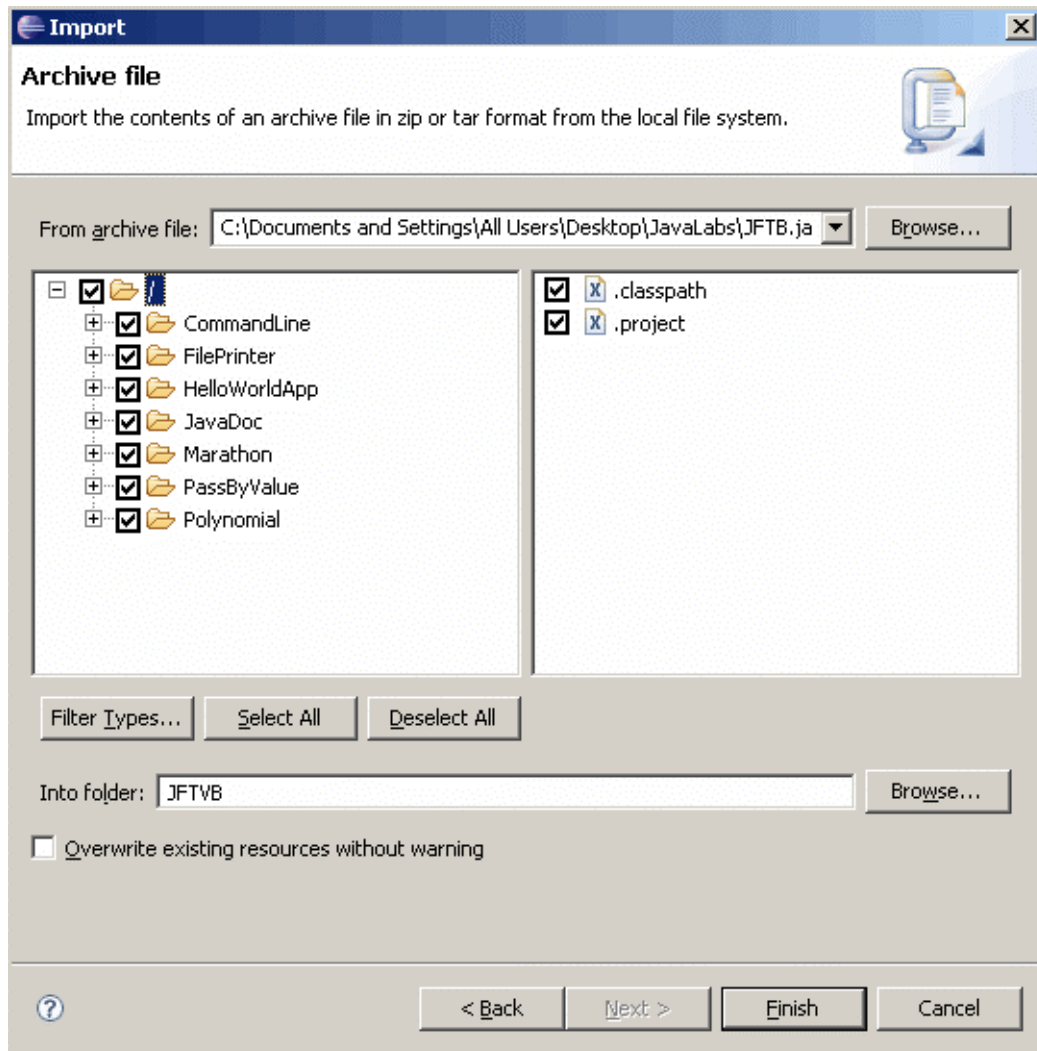 Import
Archive file
Import the contents of an archive file in zip or tar format from the local file system.
From archive file: C:\Documents and Settings\All Users\Desktop\JavaLabs\JFTB.ja Browse...
/
CommandLine
FilePrinter
HelloWorldApp
JavaDoc
Marathon
PassByValue
Polynomial
.classpath
.project
Filter Types... Select All Deselect All
Into folder: JFTVB Browse...
Overwrite existing resources without warning
? < Back Next > Finish Cancel